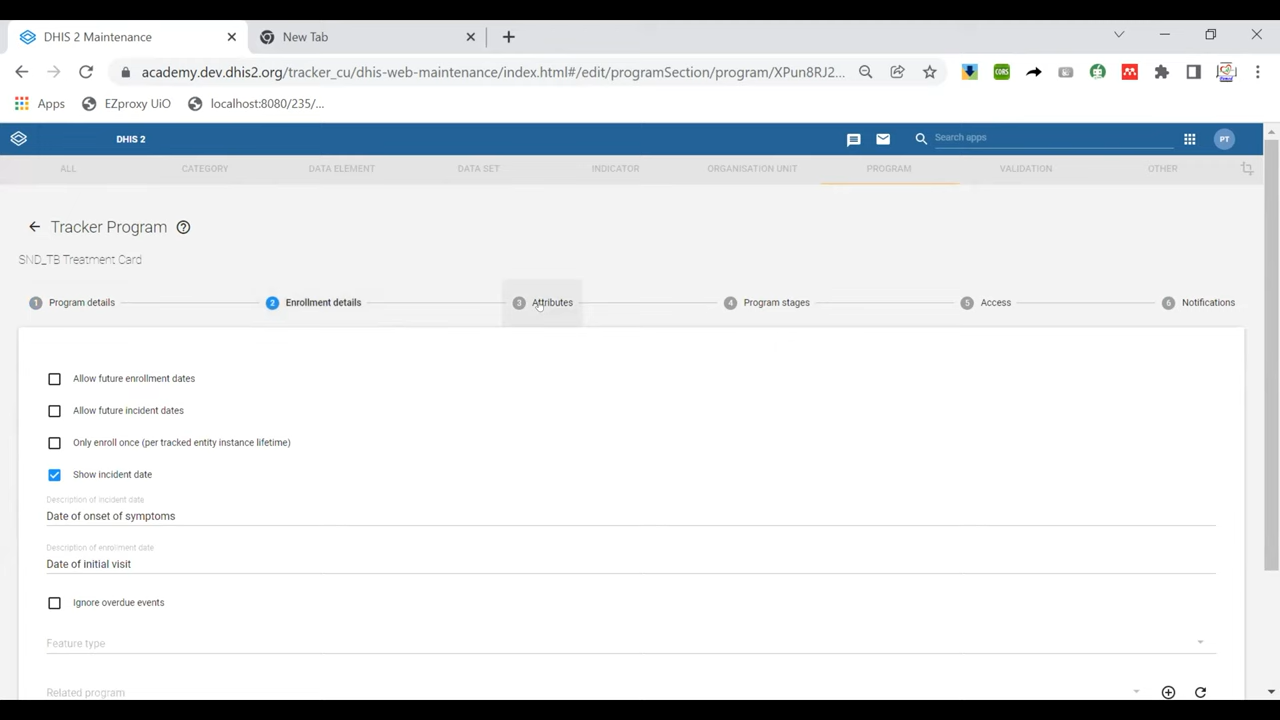 DHIS 2 Maintenance
New Tab
academy.dev.dhis2.org/tracker_cu/dhis-web-maintenance/index.html#/edit/programSection/program/XPun8RJ2...
CORS
Apps
EZproxy UiO
localhost:8080/235/...
DHIS 2
Search apps
PT
ALL
CATEGORY
DATA ELEMENT
DATA SET
INDICATOR
ORGANISATION UNIT
PROGRAM
VALIDATION
OTHER
Tracker Program
SND_TB Treatment Card
1 Program details
2 Enrollment details
3 Attributes
4 Program stages
5 Access
6 Notifications
Allow future enrollment dates
Allow future incident dates
Only enroll once (per tracked entity instance lifetime)
Show incident date
Description of incident date
Date of onset of symptoms
Description of enrollment date
Date of initial visit
Ignore overdue events
Feature type
Related program